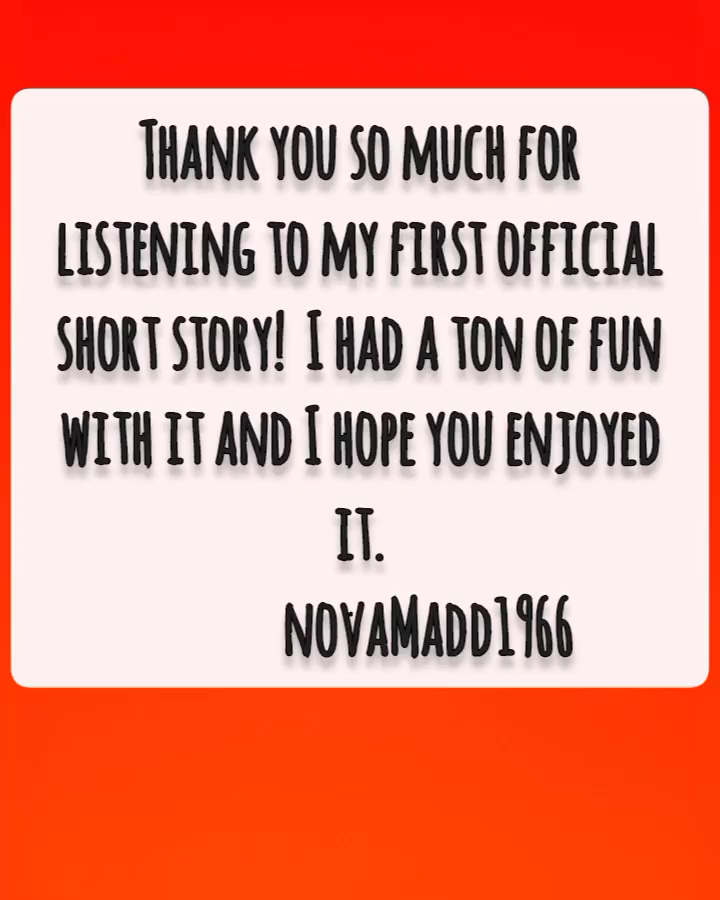 Thank you so much for
listening to my first official
short story! I had a ton of fun
with it and I hope you enjoyed
it.
novaMadd1966